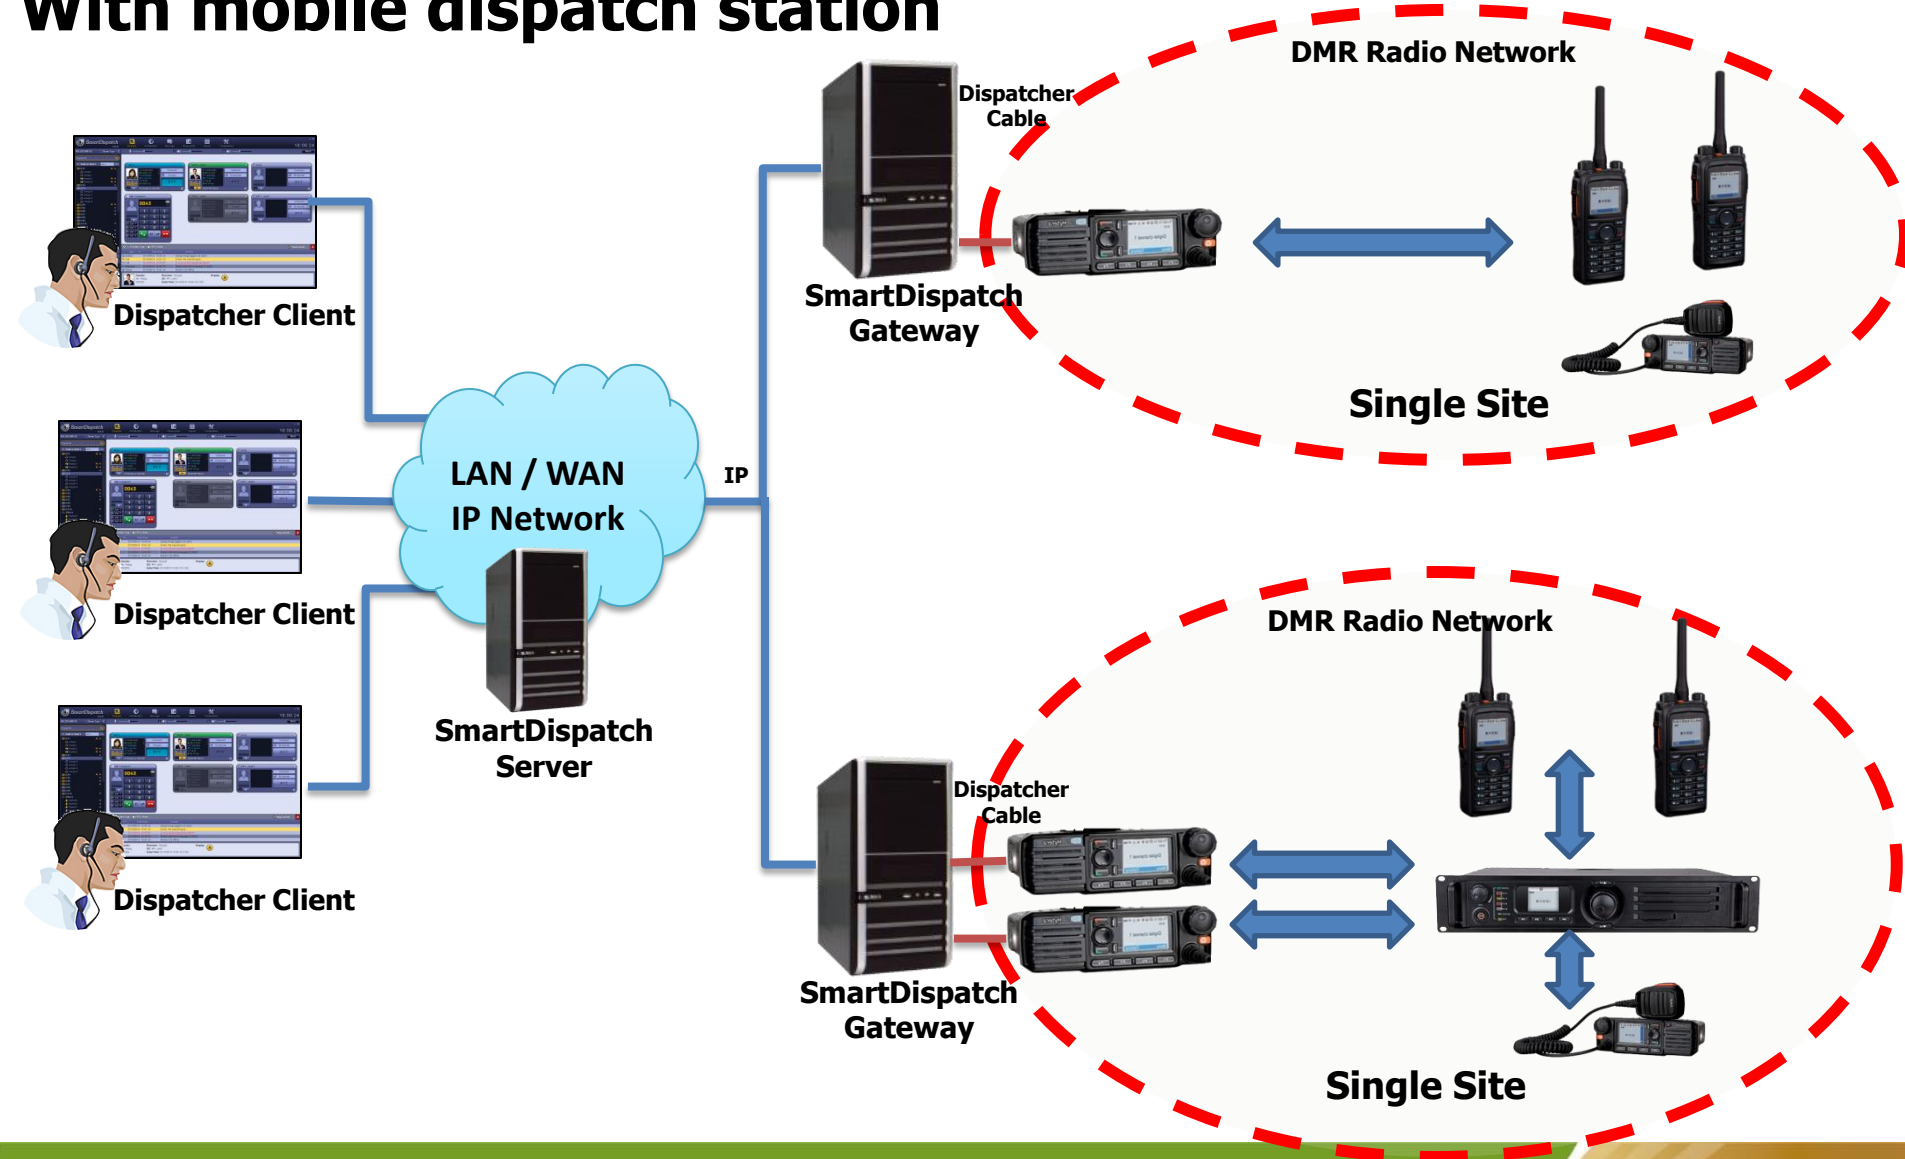 With mobile dispatch station
DMR Radio Network
Dispatcher
Cable
SmartDispatch
Gateway
Single Site
Dispatcher Client
LAN / WAN
IP Network
IP
Dispatcher Client
SmartDispatch
Server
DMR Radio Network
Dispatcher
Cable
SmartDispatch
Gateway
Single Site
Dispatcher Client